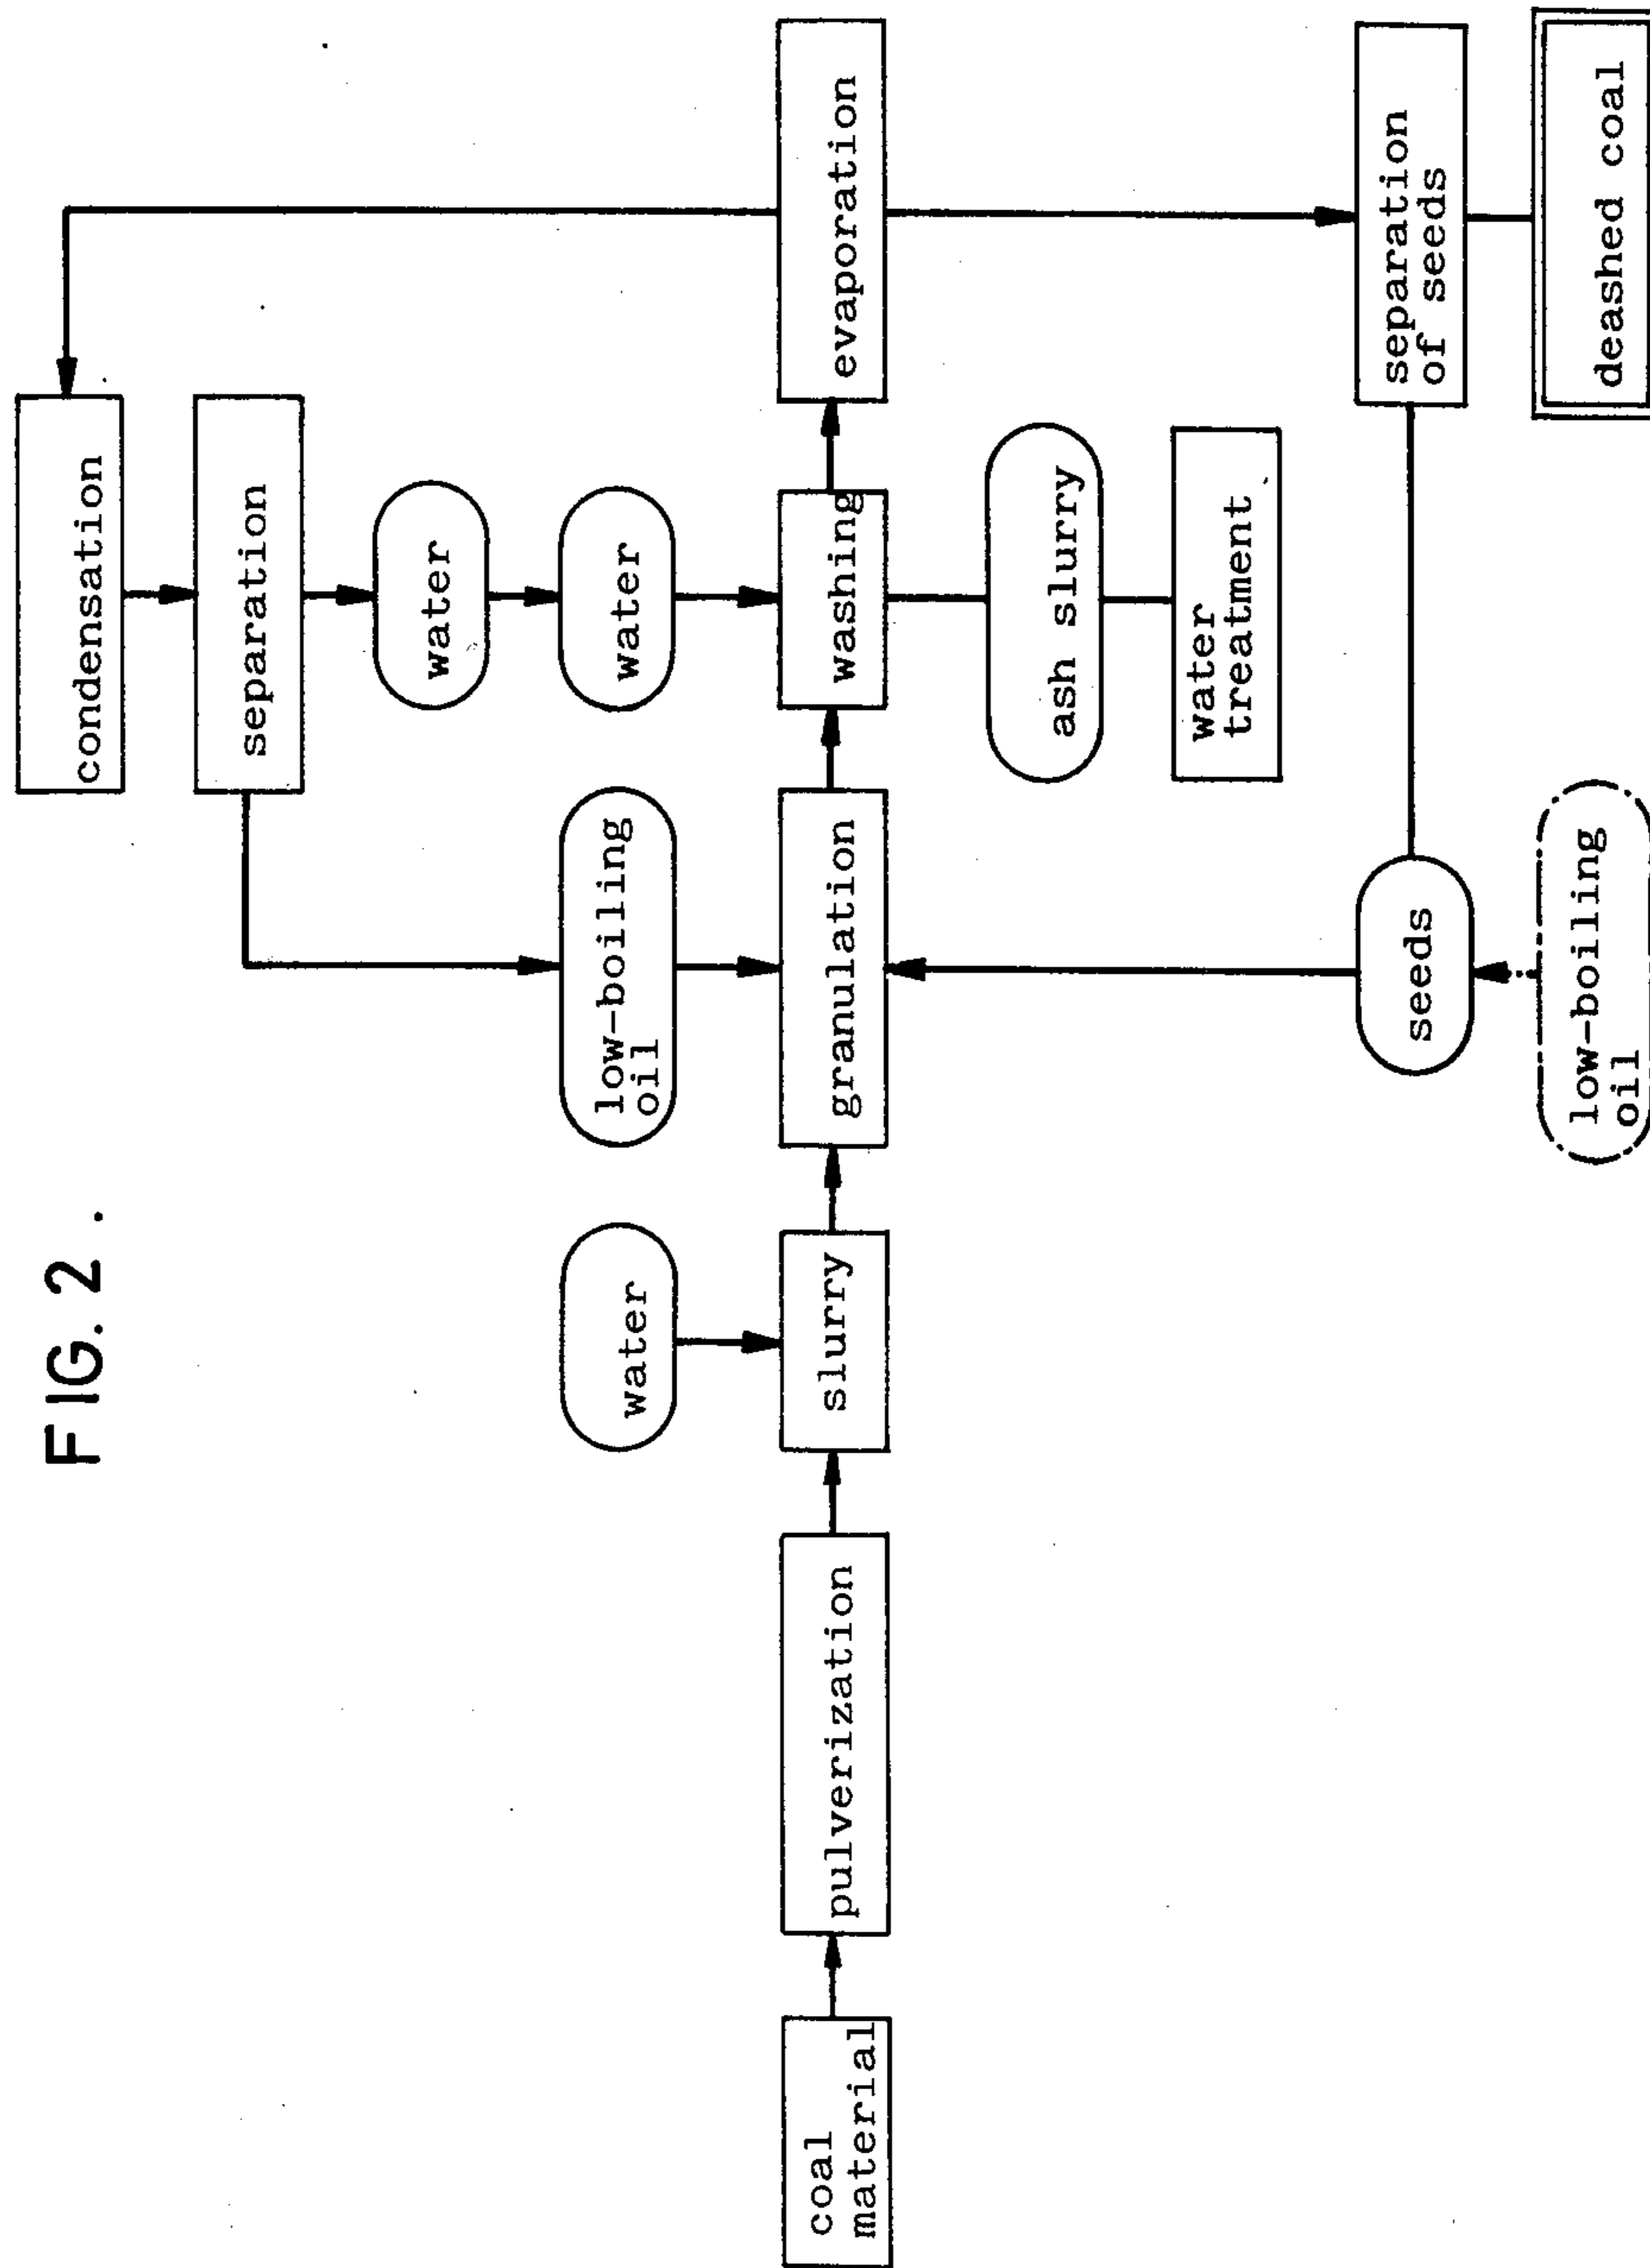 FIG. 2.
condensation
separation
water
water
water
low-boiling
oil
coal
material
pulverization
slurry
granulation
washing
evaporation
ash slurry
water
treatment
seeds
separation
of seeds
low-boiling
oil
deashed coal